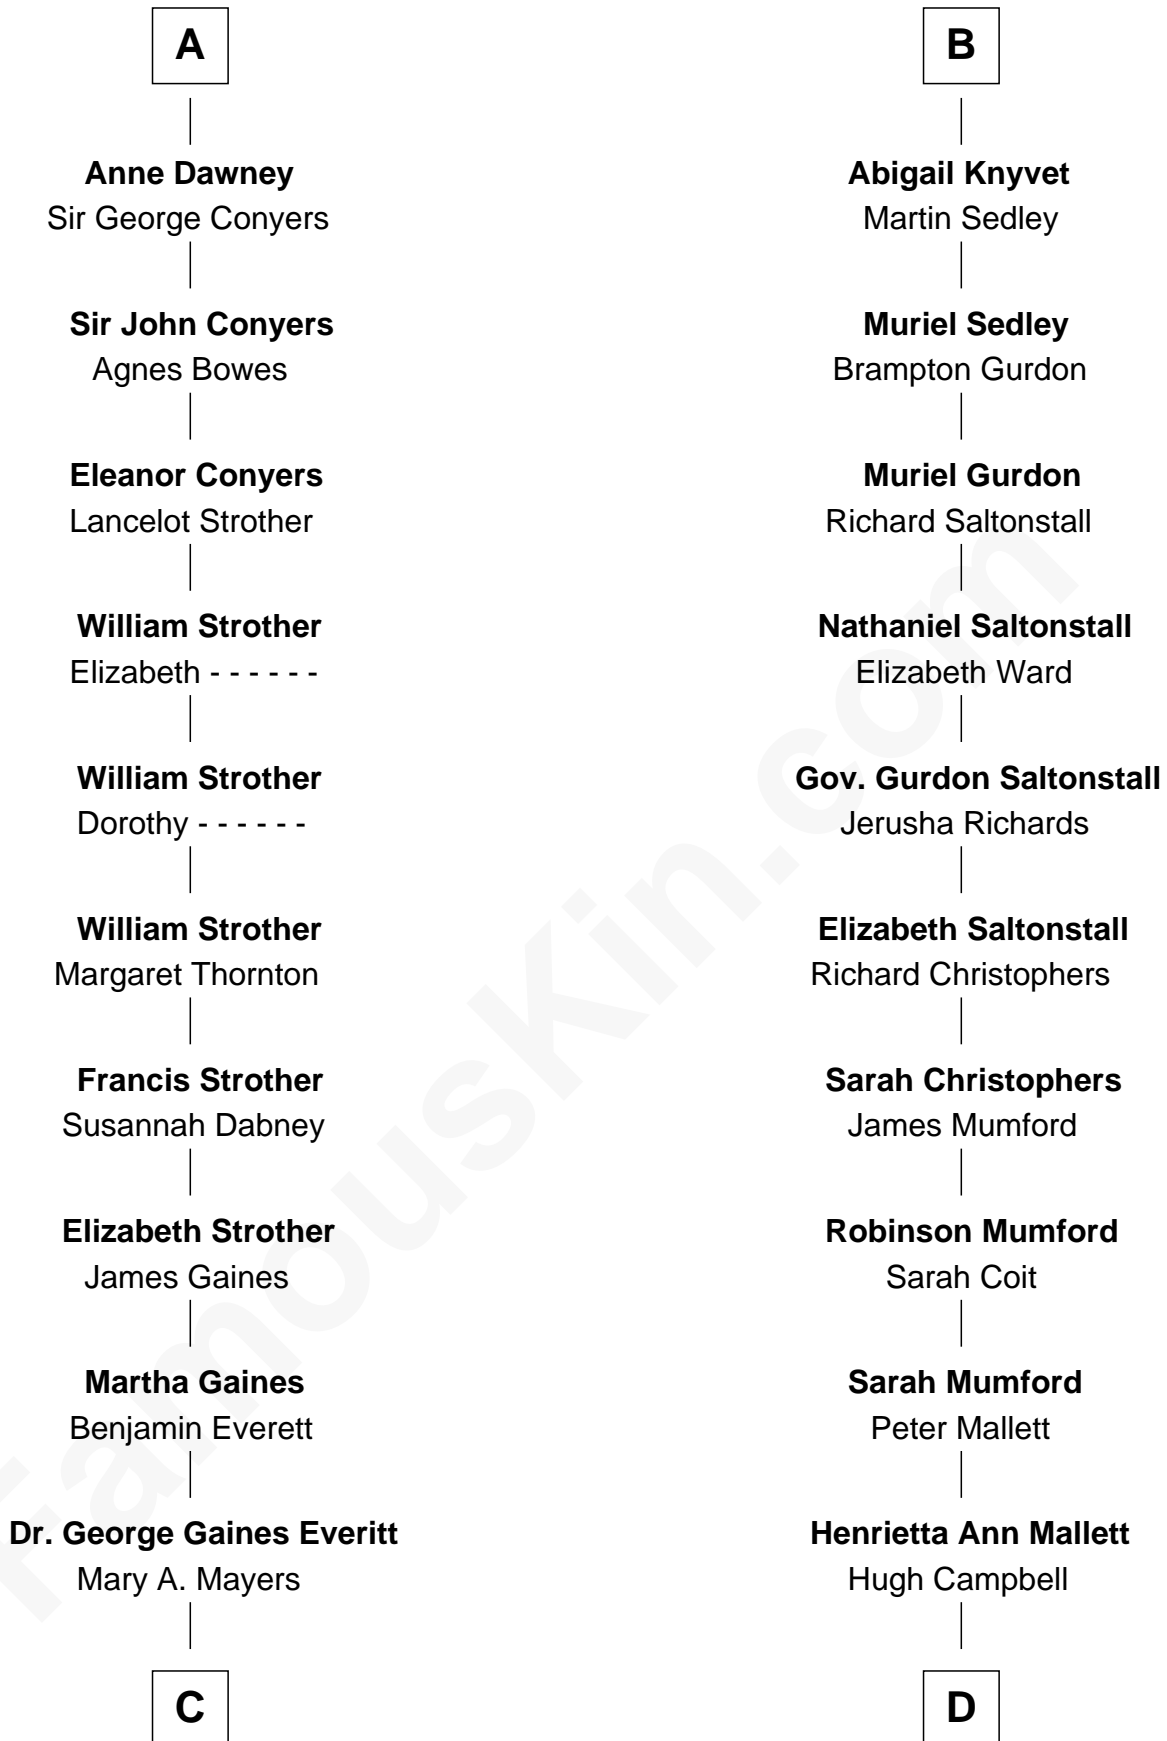 A
Anne Dawney
Sir George Conyers
Sir John Conyers
Agnes Bowes
Eleanor Conyers
Lancelot Strother
William Strother
Elizabeth - - - - - -
William Strother
Dorothy - - - - - -
William Strother
Margaret Thornton
Francis Strother
Susannah Dabney
Elizabeth Strother
James Gaines
Martha Gaines
Benjamin Everett
Dr. George Gaines Everitt
Mary A. Mayers
C
B
Abigail Knyvet
Martin Sedley
Muriel Sedley
Brampton Gurdon
Muriel Gurdon
Richard Saltonstall
Nathaniel Saltonstall
Elizabeth Ward
Gov. Gurdon Saltonstall
Jerusha Richards
Elizabeth Saltonstall
Richard Christophers
Sarah Christophers
James Mumford
Robinson Mumford
Sarah Coit
Sarah Mumford
Peter Mallett
Henrietta Ann Mallett
Hugh Campbell
D
FamousKin.com